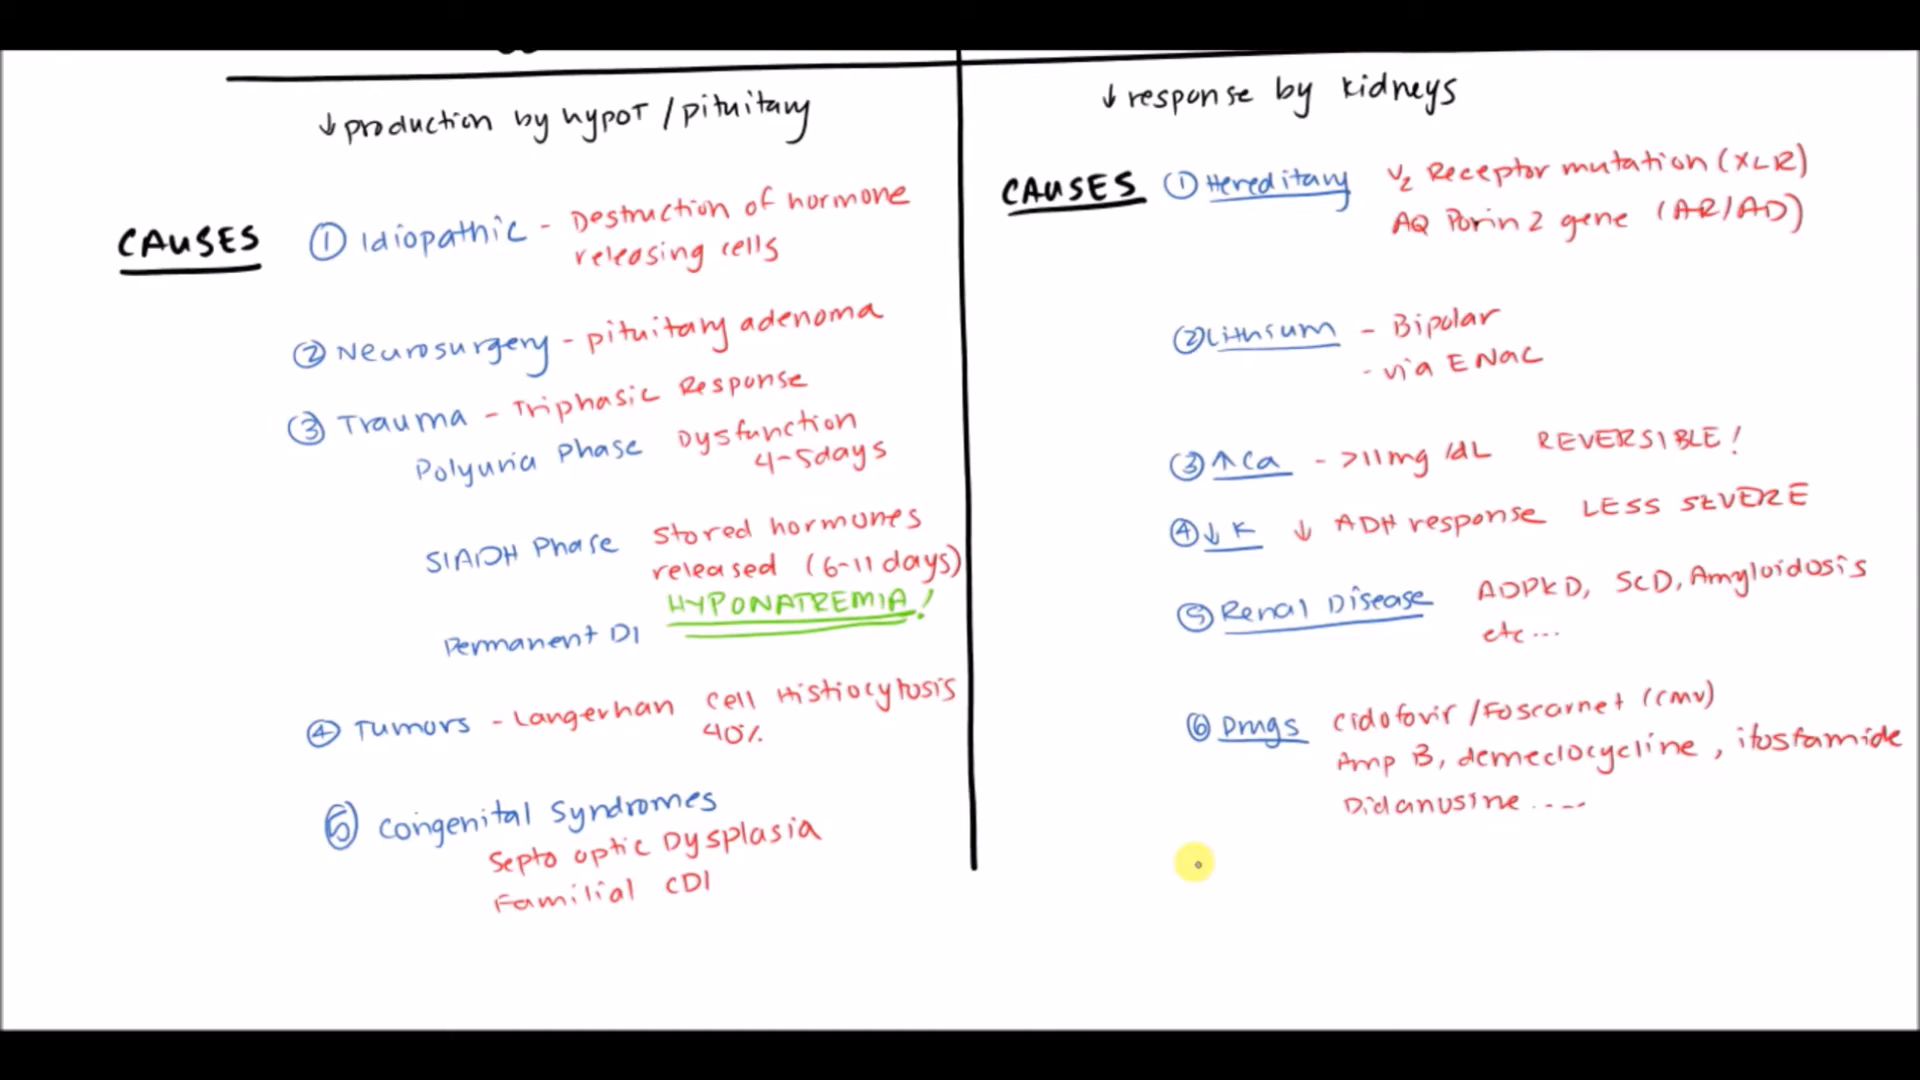 ↓ production by hypoT / pituitary
CAUSES
① Idiopathic - Destruction of hormone
releasing cells
② Neurosurgery - pituitary adenoma
③ Trauma - Triphasic Response
Polyuria Phase Dysfunction
4-5days
SIADH Phase stored hormones
released (6-11 days)
HYPONATREMIA!
Permanent DI
④ Tumors - Langerhan cell Histiocytosis
40%
⑤ Congenital Syndromes
Septo optic Dysplasia
Familial CDI
↓ response by kidneys
CAUSES ① Hereditary V2 Receptor mutation (XLR)
AQ Porin 2 gene (AR/AD)
② Lithium - Bipolar
- via ENaC
③ ↑ Ca - >11mg/dL REVERSIBLE!
④ ↓ K ↓ ADH response LESS SEVERE
⑤ Renal Disease ADPKD, SCD, Amyloidosis
etc...
⑥ Drugs cidofovir / Foscarnet (CMV)
Amp B, demeclocycline, ifosfamide
Didanusine ....